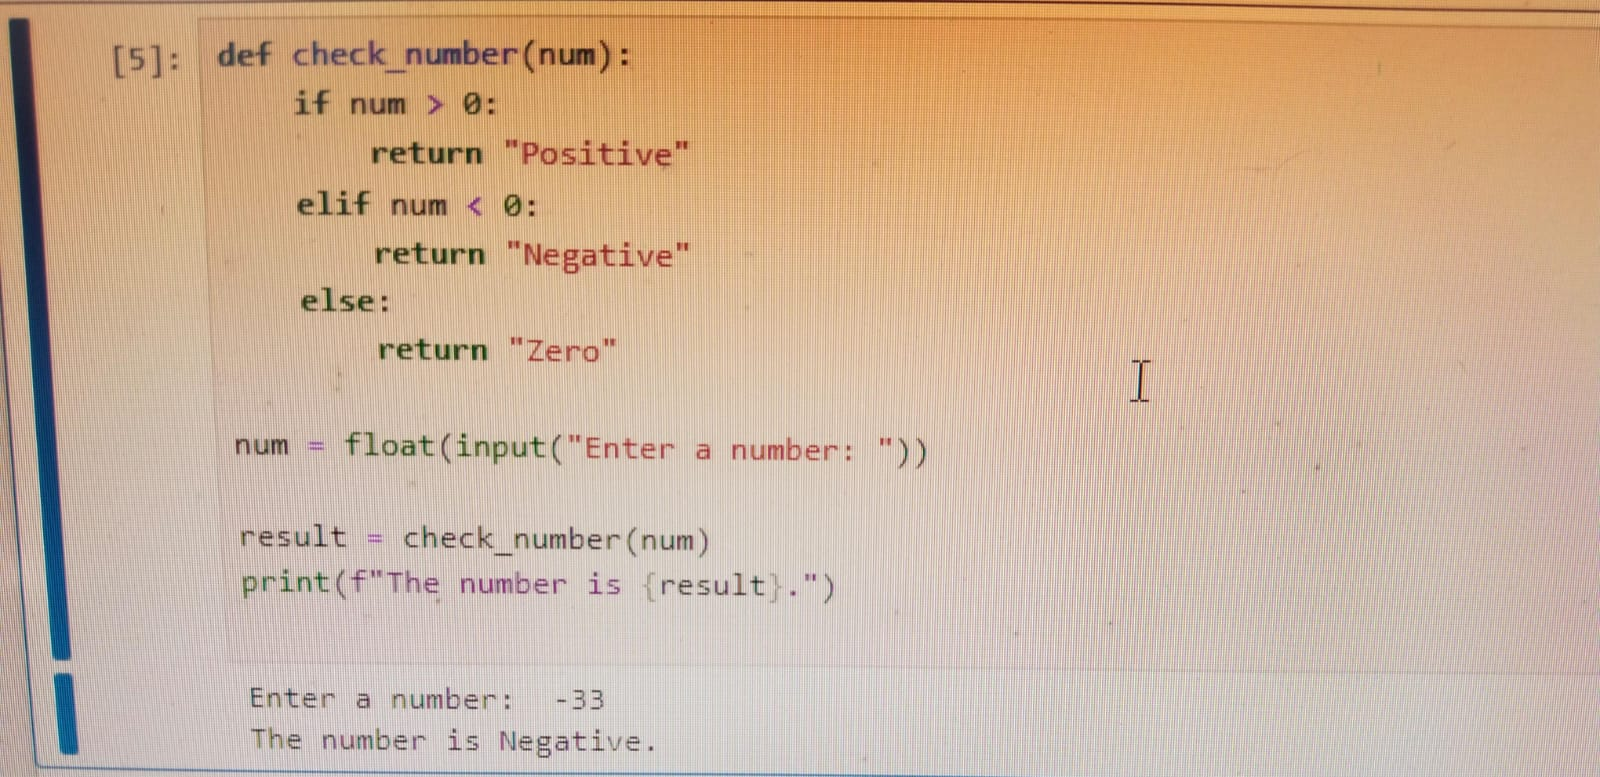 [5]: def check_number(num):
    if num > 0:
        return "Positive"
    elif num < 0:
        return "Negative"
    else:
        return "Zero"

num = float(input("Enter a number: "))

result = check_number(num)
print(f"The number is {result}.")

Enter a number:  -33
The number is Negative.